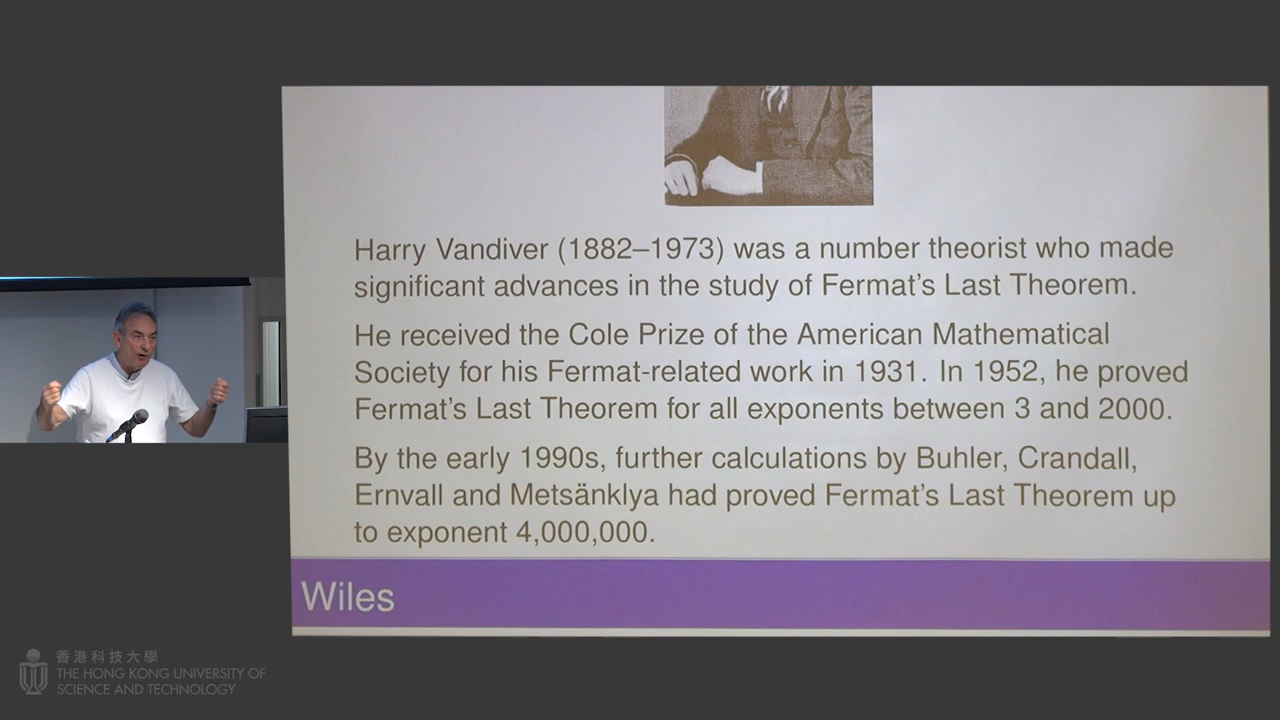 Harry Vandiver (1882–1973) was a number theorist who made
significant advances in the study of Fermat's Last Theorem.
He received the Cole Prize of the American Mathematical
Society for his Fermat-related work in 1931. In 1952, he proved
Fermat's Last Theorem for all exponents between 3 and 2000.
By the early 1990s, further calculations by Buhler, Crandall,
Ernvall and Metsänklya had proved Fermat's Last Theorem up
to exponent 4,000,000.
Wiles
香港科技大學
THE HONG KONG UNIVERSITY OF
SCIENCE AND TECHNOLOGY